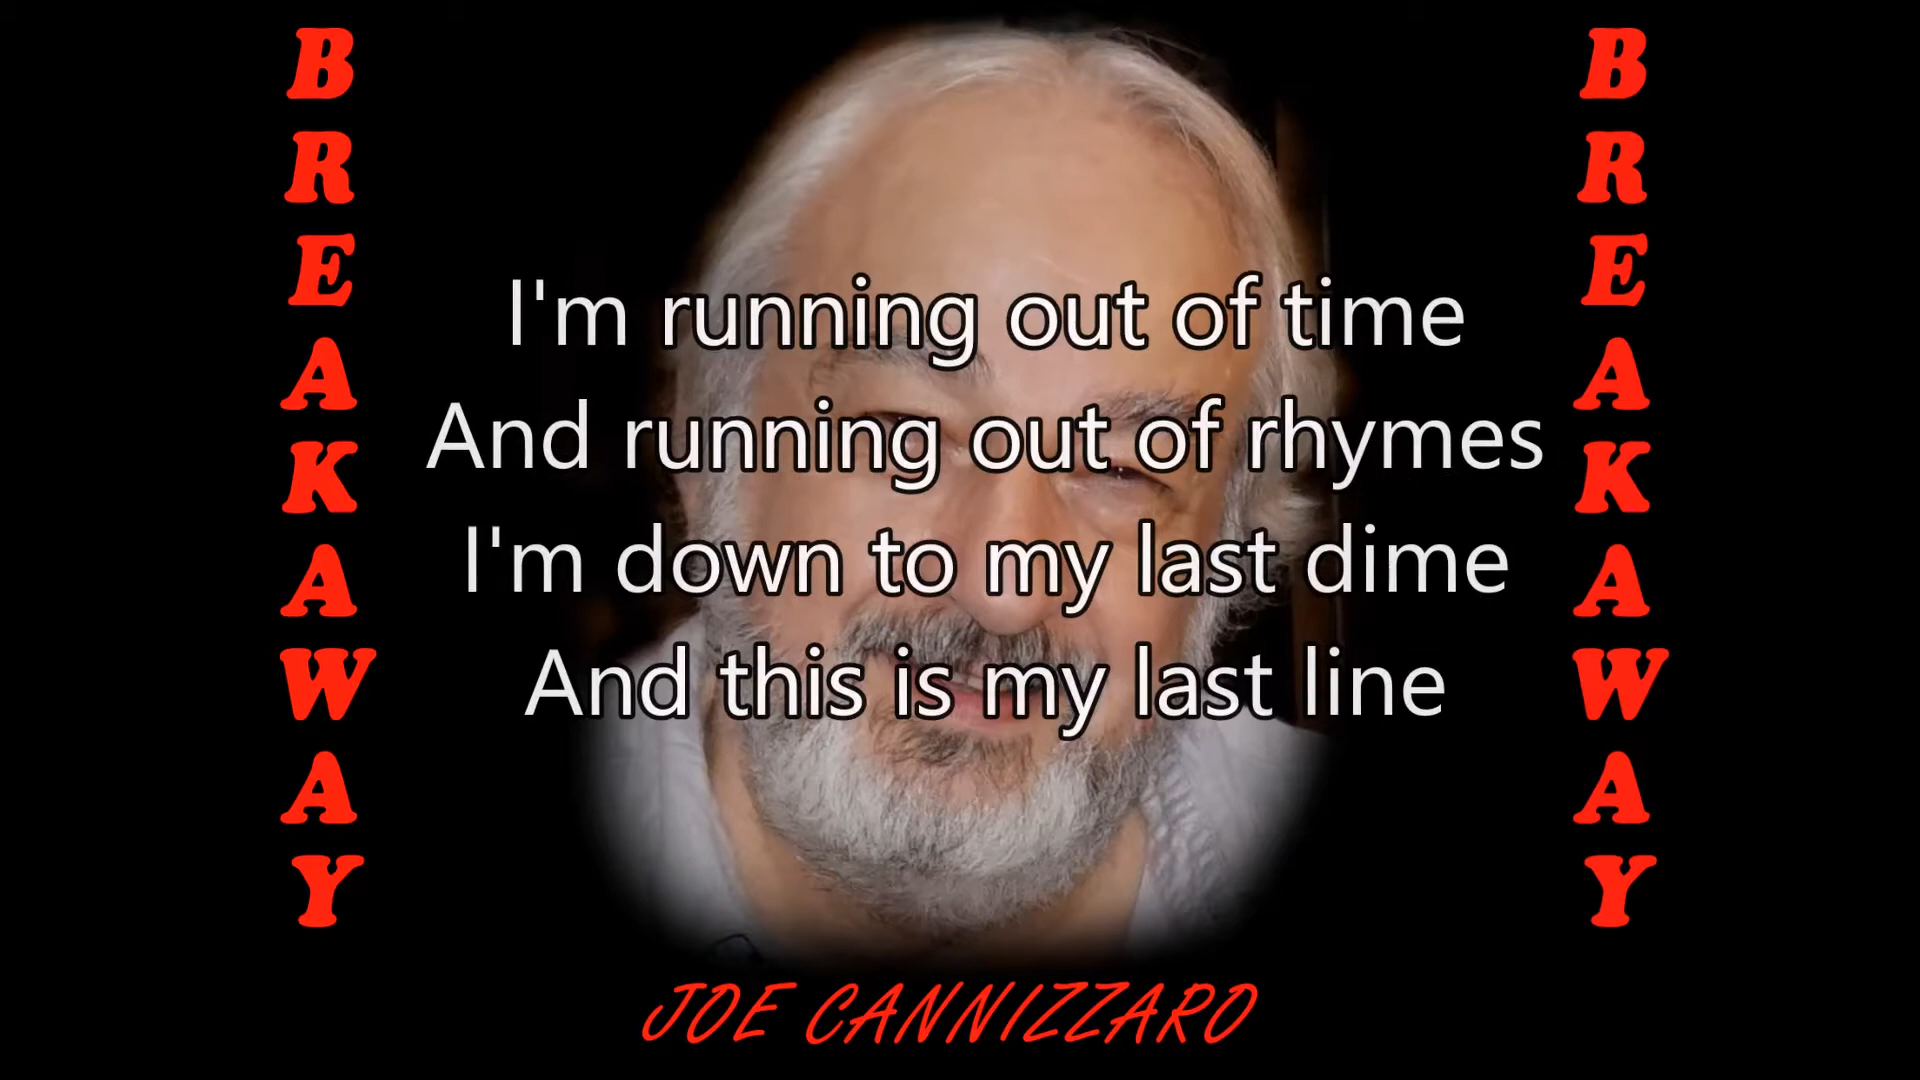 BREAKAWAY
I'm running out of time
And running out of rhymes
I'm down to my last dime
And this is my last line
BREAKAWAY
JOE CANNIZZARO